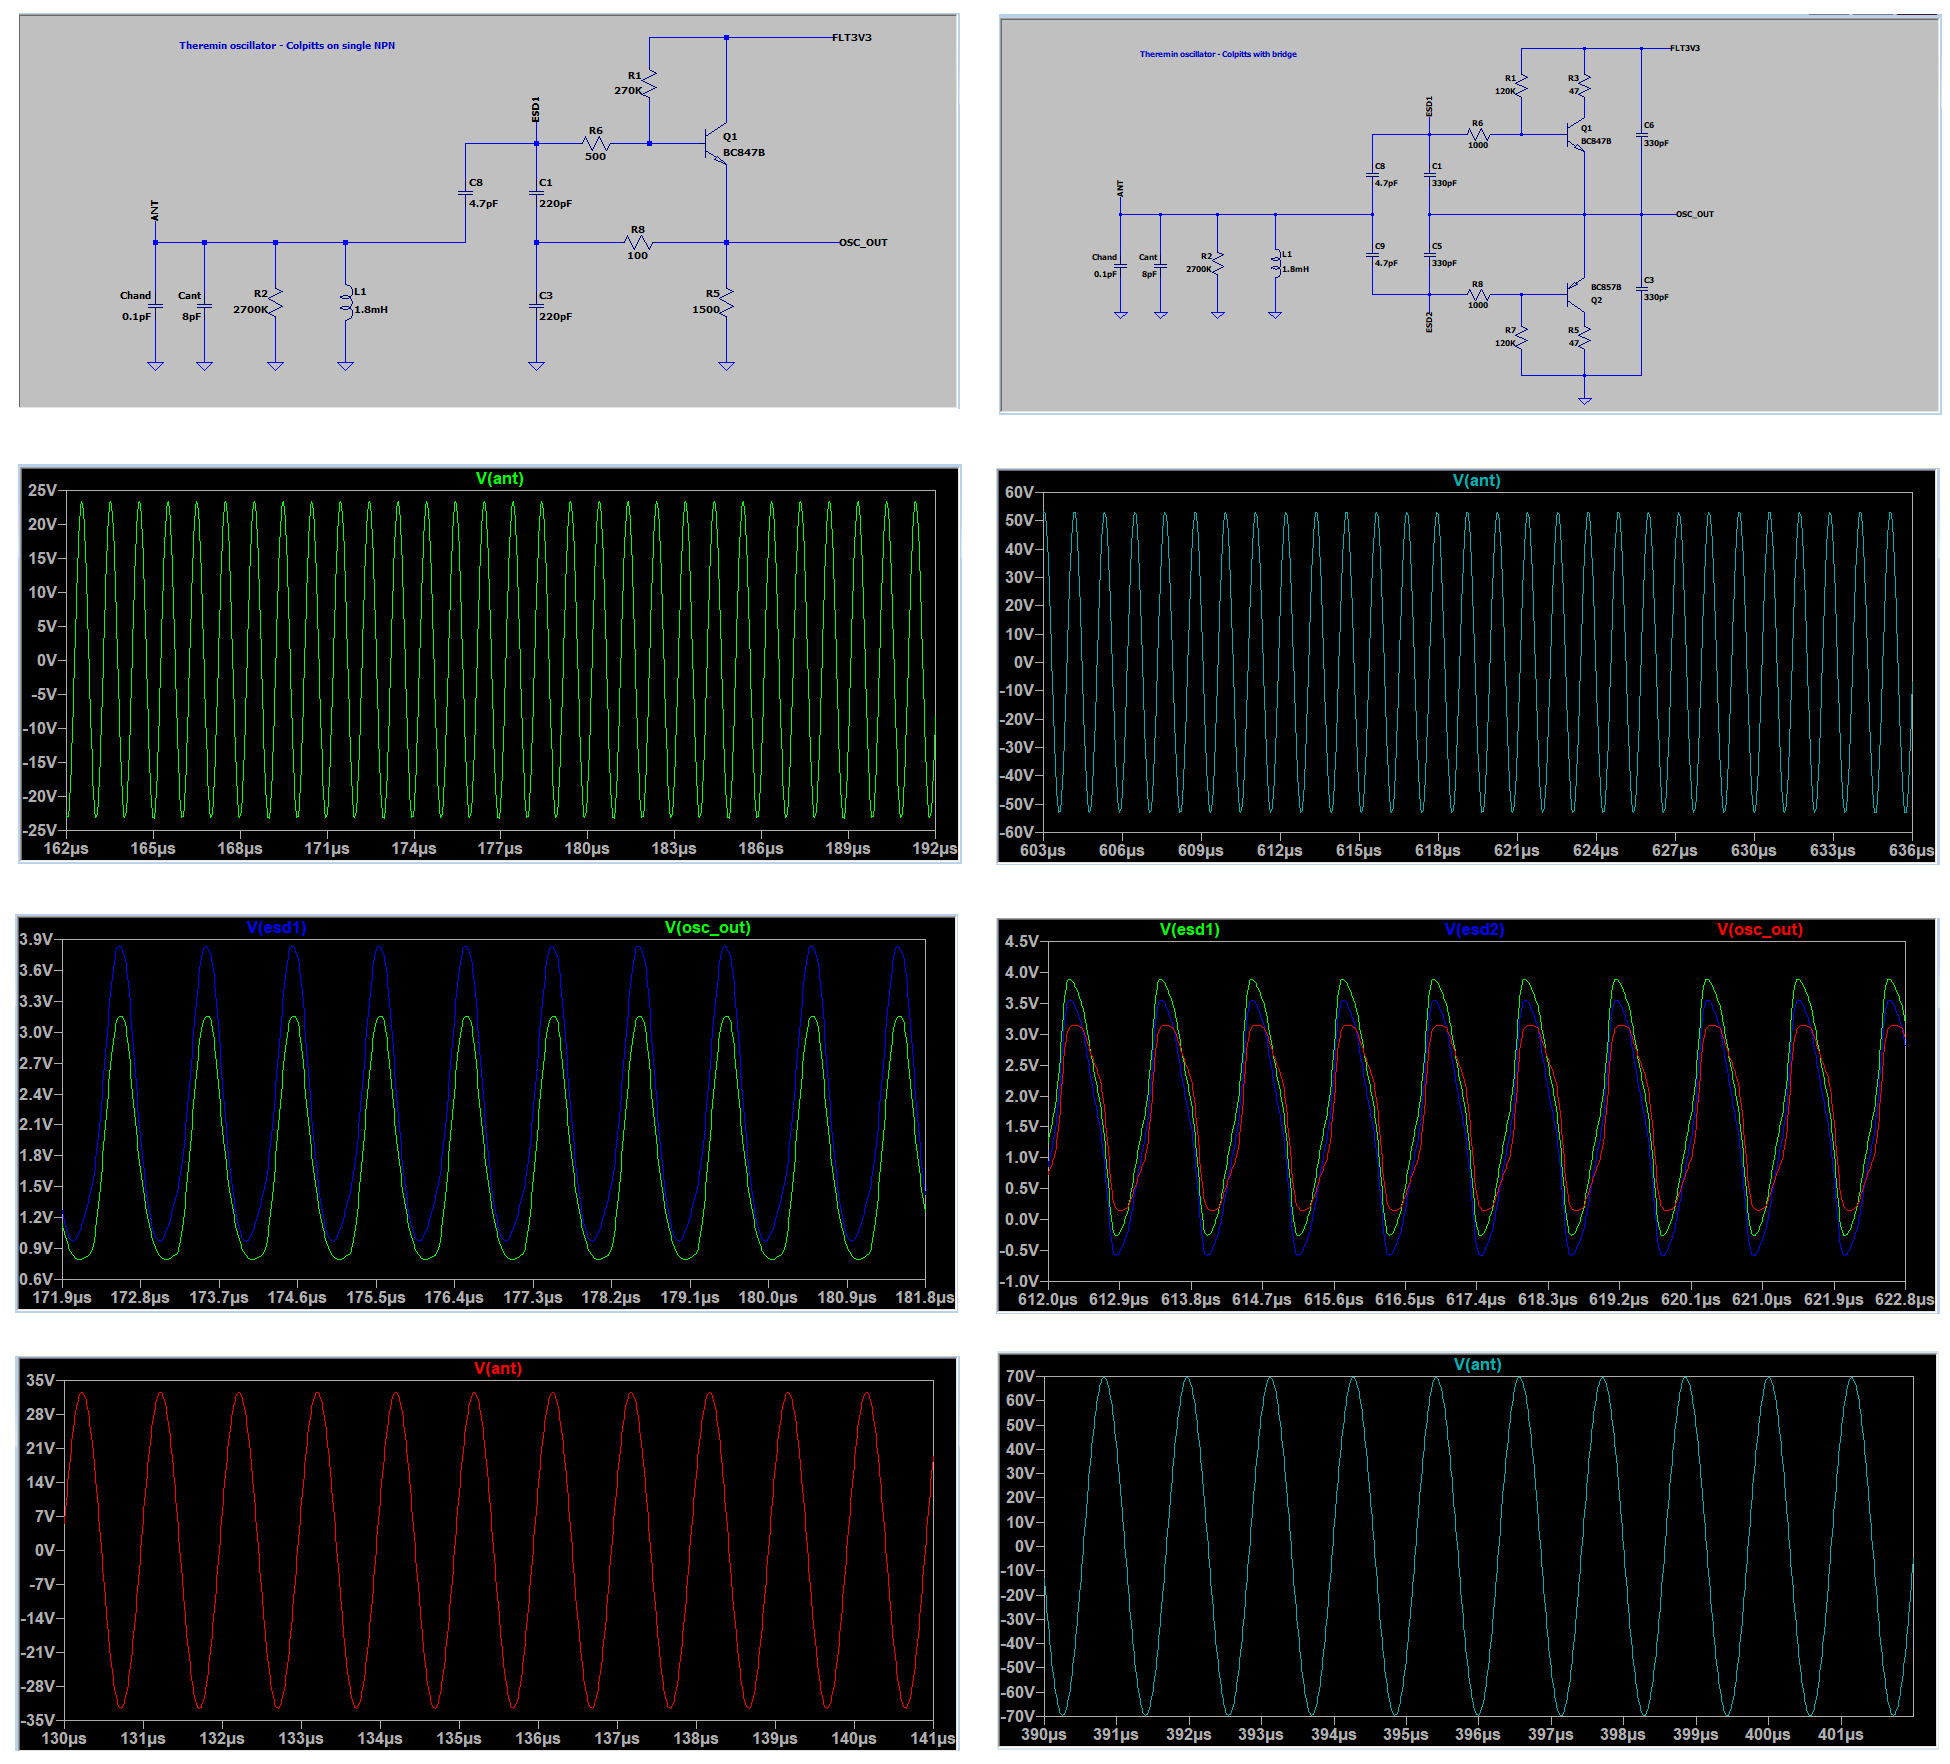 Theremin oscillator - Colpitts on single NPN
FLT3V3
R1
270K
ESD1
R6
500
Q1
BC847B
C8
4.7pF
C1
220pF
ANT
R8
100
OSC_OUT
Chand
0.1pF
Cant
8pF
R2
2700K
L1
1.8mH
C3
220pF
R5
1500
Theremin oscillator - Colpitts with bridge
FLT3V3
R1
120K
R3
47
ESD1
R6
1000
Q1
BC847B
C6
330pF
C8
4.7pF
C1
330pF
ANT
OSC_OUT
Chand
0.1pF
Cant
8pF
R2
2700K
L1
1.8mH
C9
4.7pF
C5
330pF
R8
1000
ESD2
BC857B
Q2
C3
330pF
R7
120K
R5
47
V(ant)
25V
20V
15V
10V
5V
0V
-5V
-10V
-15V
-20V
-25V
162µs 165µs 168µs 171µs 174µs 177µs 180µs 183µs 186µs 189µs 192µs
V(ant)
60V
50V
40V
30V
20V
10V
0V
-10V
-20V
-30V
-40V
-50V
-60V
603µs 606µs 609µs 612µs 615µs 618µs 621µs 624µs 627µs 630µs 633µs 636µs
V(esd1) V(osc_out)
3.9V
3.6V
3.3V
3.0V
2.7V
2.4V
2.1V
1.8V
1.5V
1.2V
0.9V
0.6V
171.9µs 172.8µs 173.7µs 174.6µs 175.5µs 176.4µs 177.3µs 178.2µs 179.1µs 180.0µs 180.9µs 181.8µs
V(esd1) V(esd2) V(osc_out)
4.5V
4.0V
3.5V
3.0V
2.5V
2.0V
1.5V
1.0V
0.5V
0.0V
-0.5V
-1.0V
612.0µs 612.9µs 613.8µs 614.7µs 615.6µs 616.5µs 617.4µs 618.3µs 619.2µs 620.1µs 621.0µs 621.9µs 622.8µs
V(ant)
35V
28V
21V
14V
7V
0V
-7V
-14V
-21V
-28V
-35V
130µs 131µs 132µs 133µs 134µs 135µs 136µs 137µs 138µs 139µs 140µs 141µs
V(ant)
70V
60V
50V
40V
30V
20V
10V
0V
-10V
-20V
-30V
-40V
-50V
-60V
-70V
390µs 391µs 392µs 393µs 394µs 395µs 396µs 397µs 398µs 399µs 400µs 401µs